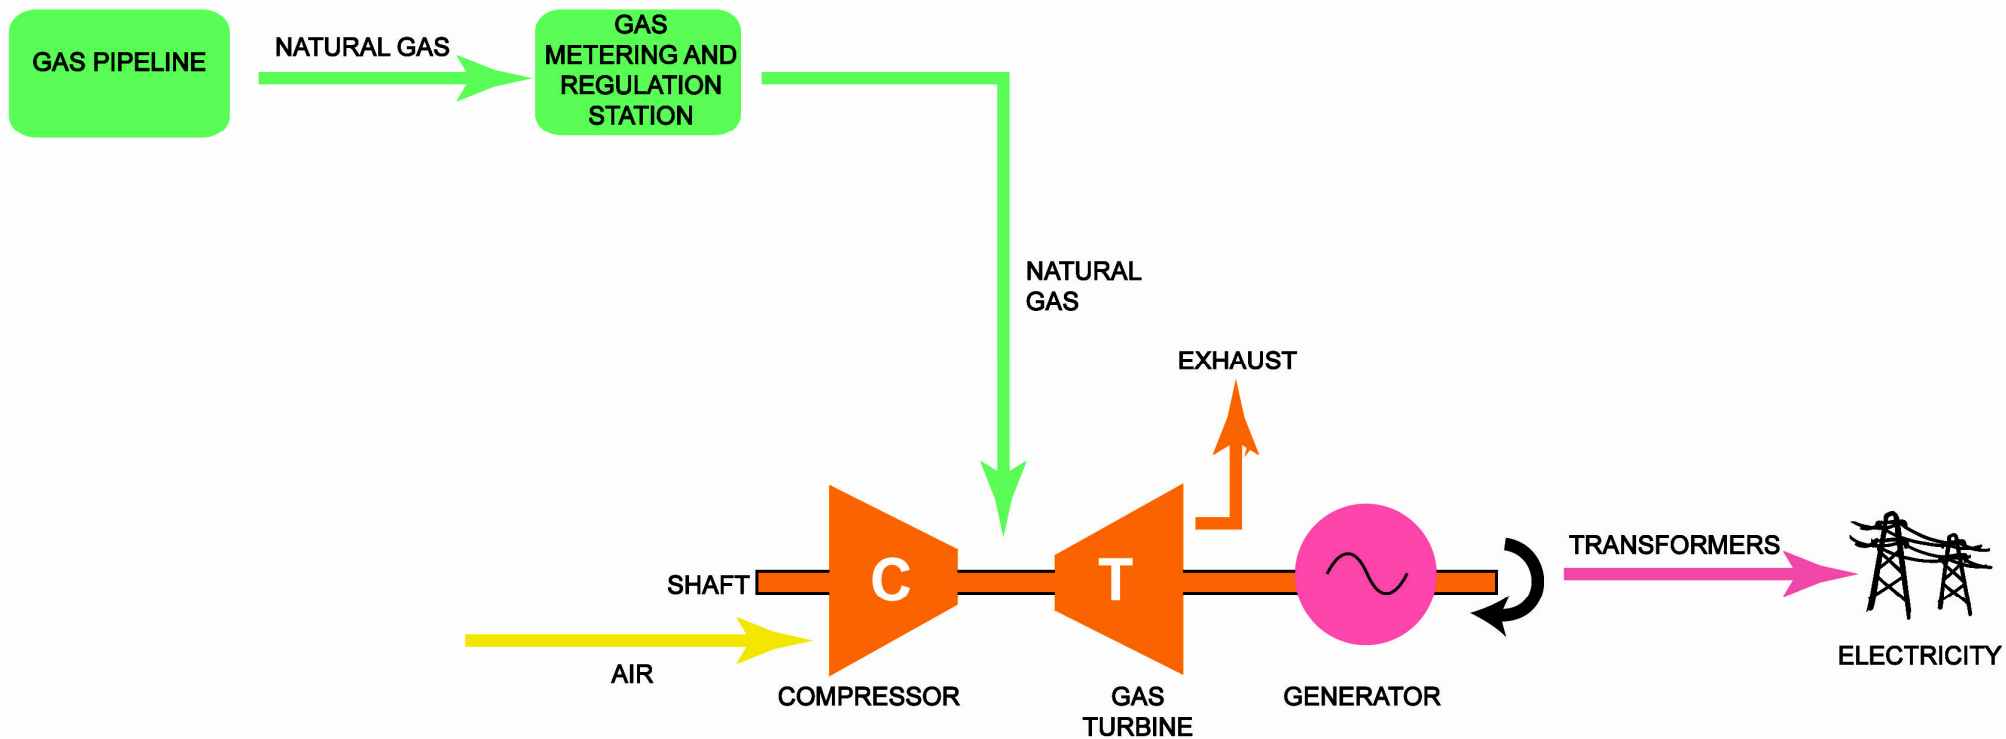 GAS PIPELINE
NATURAL GAS
GAS
METERING AND
REGULATION
STATION
NATURAL
GAS
EXHAUST
SHAFT
C
T
TRANSFORMERS
AIR
COMPRESSOR
GAS
TURBINE
GENERATOR
ELECTRICITY